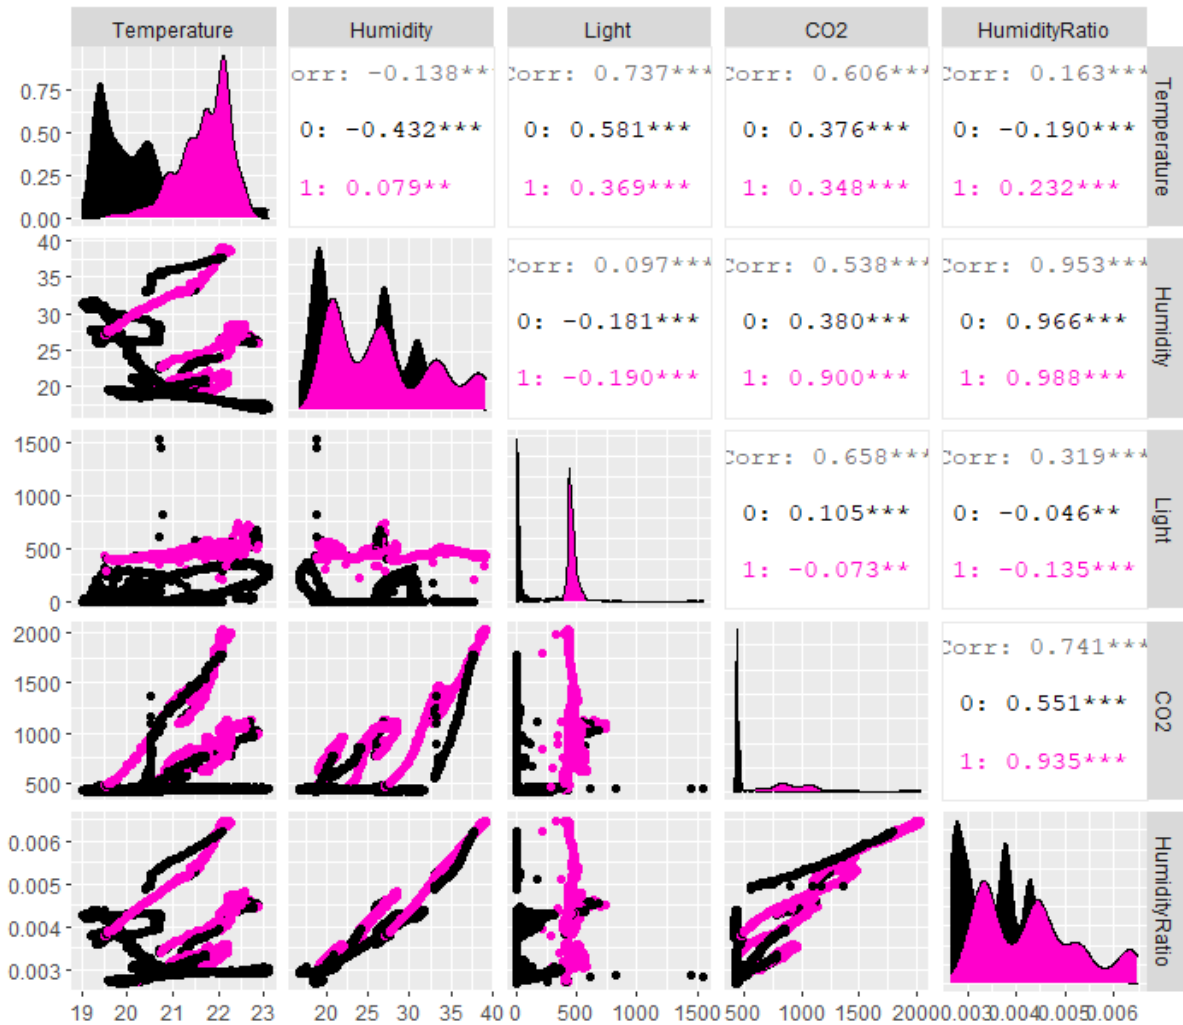 Temperature Humidity Light CO2 HumidityRatio
orr: -0.138** Corr: 0.737*** Corr: 0.606*** Corr: 0.163***
0: -0.432*** 0: 0.581*** 0: 0.376*** 0: -0.190***
1: 0.079** 1: 0.369*** 1: 0.348*** 1: 0.232***
0.75
0.50
0.25
0.00
Temperature
Corr: 0.097*** Corr: 0.538*** Corr: 0.953***
0: -0.181*** 0: 0.380*** 0: 0.966***
1: -0.190*** 1: 0.900*** 1: 0.988***
40
35
30
25
20
Humidity
Corr: 0.658*** Corr: 0.319***
0: 0.105*** 0: -0.046**
1: -0.073** 1: -0.135***
1500
1000
500
0
Light
Corr: 0.741***
0: 0.551***
1: 0.935***
2000
1500
1000
500
CO2
0.006
0.005
0.004
0.003
HumidityRatio
19 20 21 22 23 20 25 30 35 40 0 500 1000 1500 500 1000 1500 2000 0.003 0.004 0.005 0.006